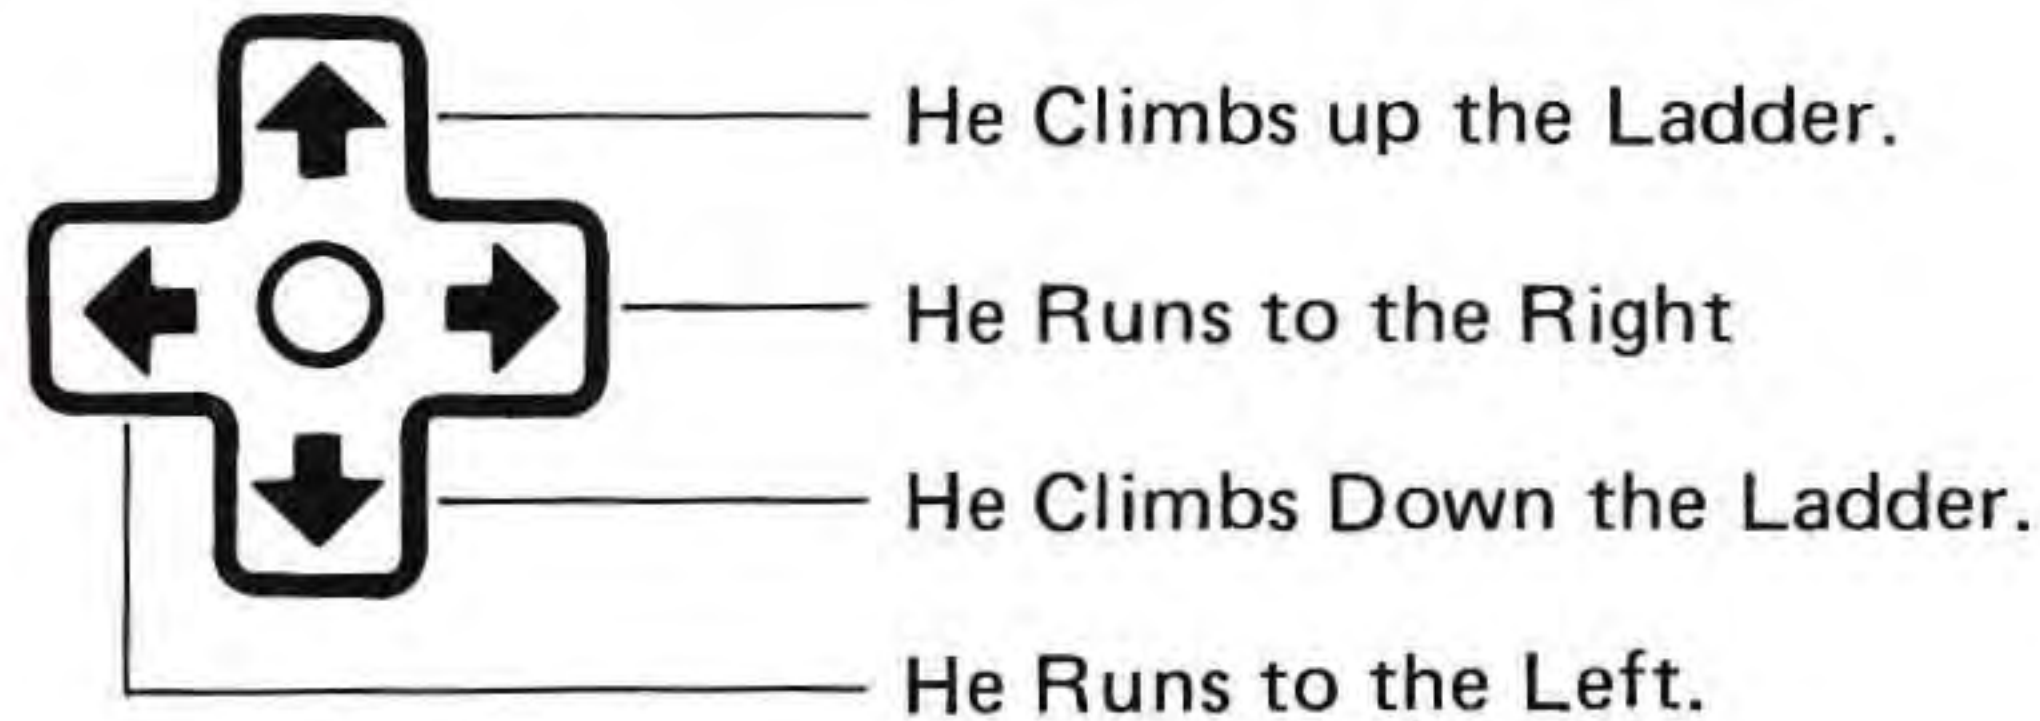 He Climbs up the Ladder.
He Runs to the Right
He Climbs Down the Ladder.
He Runs to the Left.